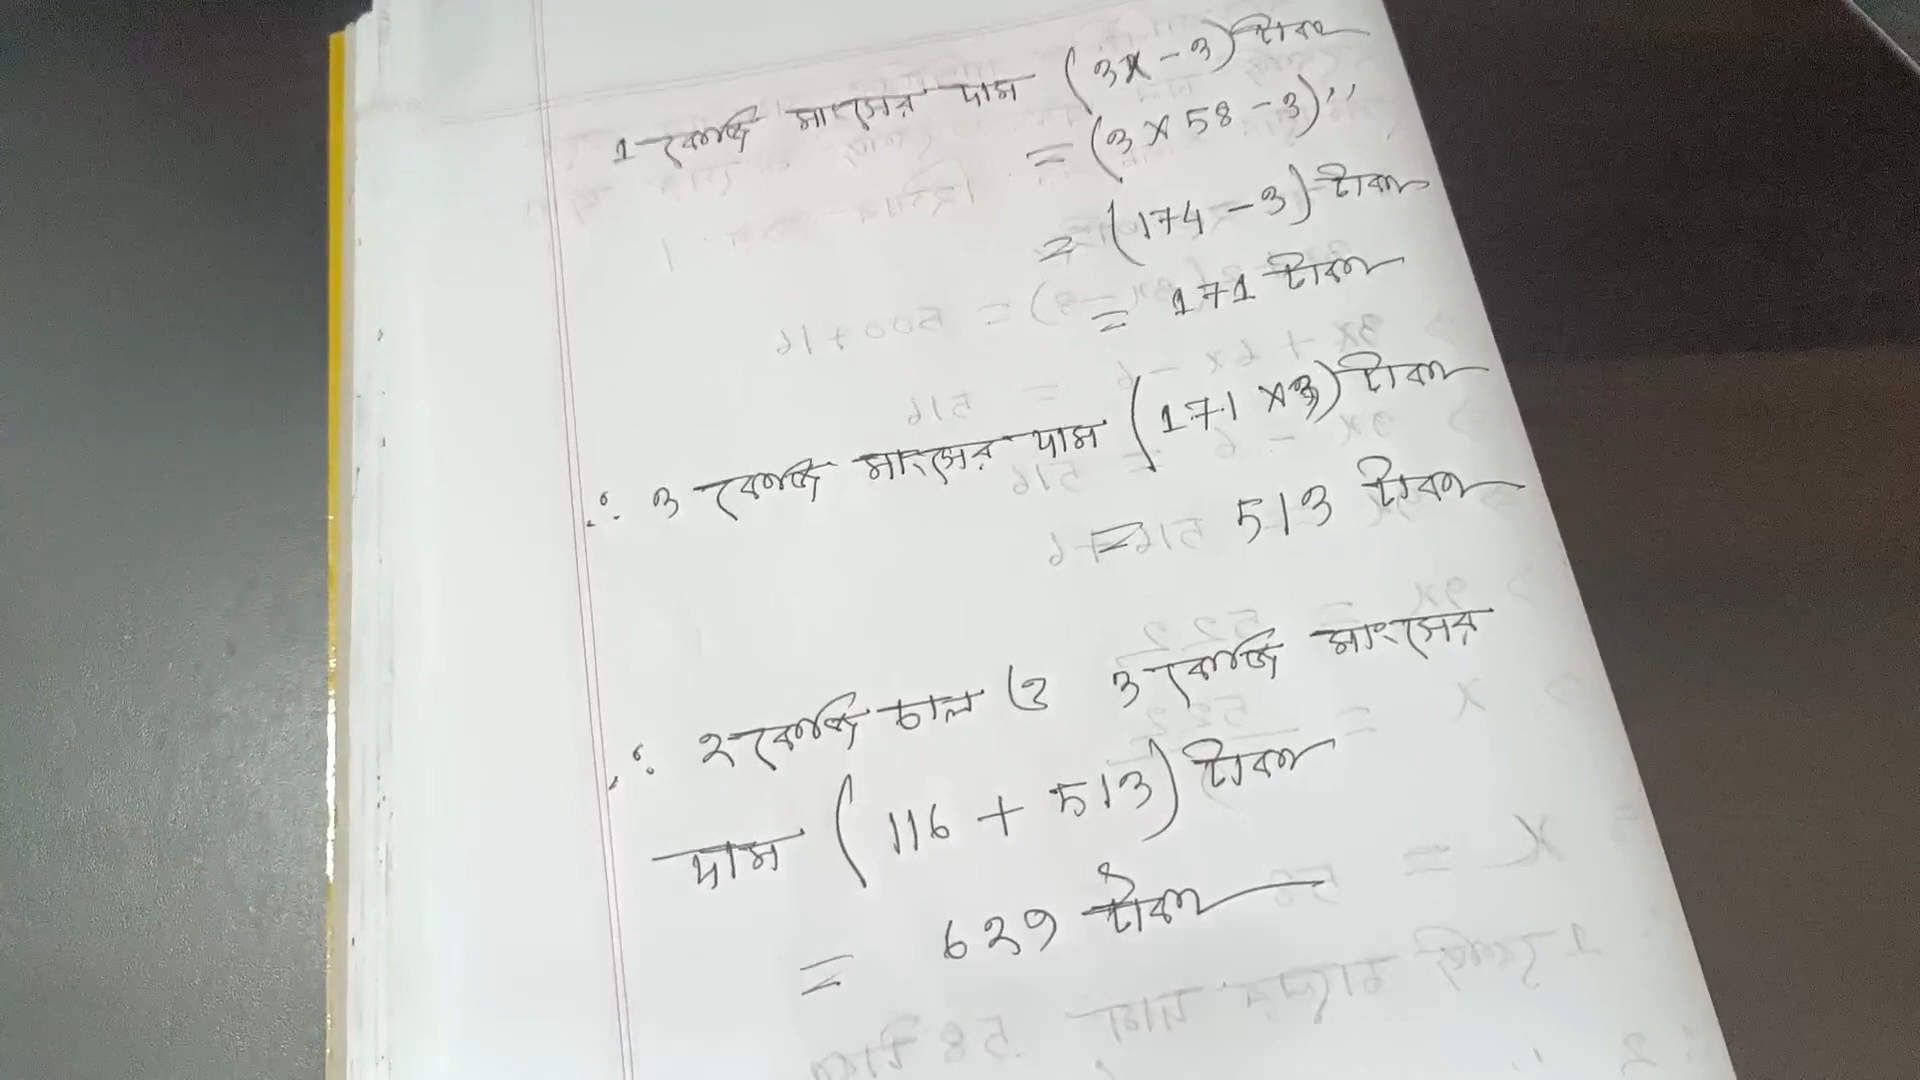 1 কেজি মাংসের দাম (3x-3) টাকা
= (3 × 58 - 3) ,,
= (174 - 3) টাকা
= 171 টাকা
∴ 3 কেজি মাংসের দাম (171 × 3) টাকা
= 513 টাকা
∴ 2 কেজি চাল ও 3 কেজি মাংসের
দাম (116 + 513) টাকা
= 629 টাকা